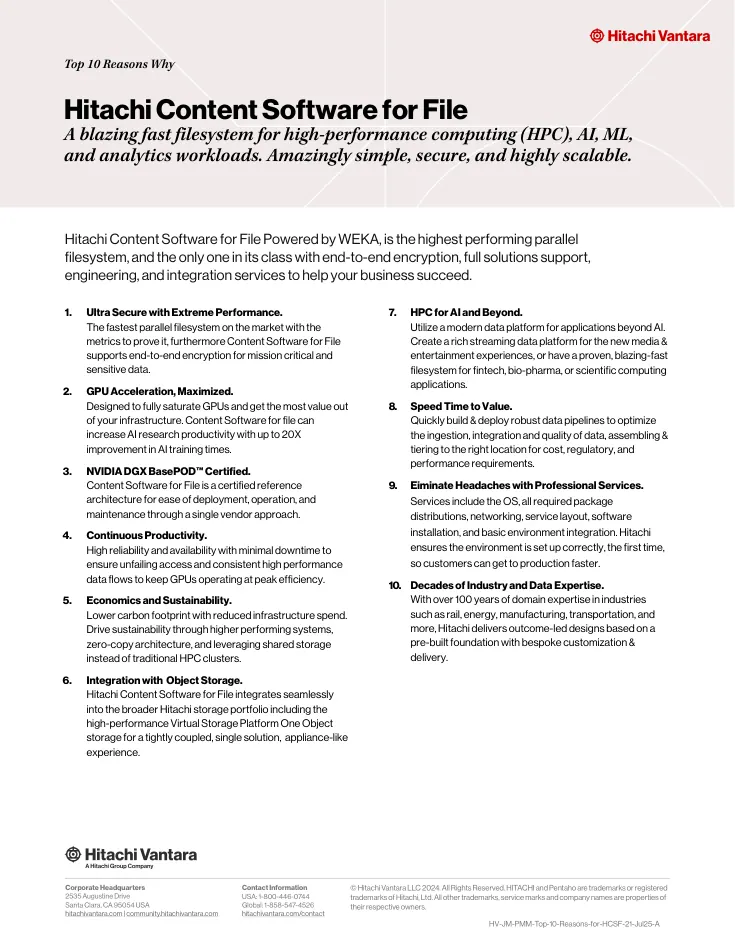 Hitachi Vantara
Top 10 Reasons Why
Hitachi Content Software for File
A blazing fast filesystem for high-performance computing (HPC), AI, ML,
and analytics workloads. Amazingly simple, secure, and highly scalable.
Hitachi Content Software for File Powered by WEKA, is the highest performing parallel
filesystem, and the only one in its class with end-to-end encryption, full solutions support,
engineering, and integration services to help your business succeed.
1. Ultra Secure with Extreme Performance.
The fastest parallel filesystem on the market with the
metrics to prove it, furthermore Content Software for File
supports end-to-end encryption for mission critical and
sensitive data.
2. GPU Acceleration, Maximized.
Designed to fully saturate GPUs and get the most value out
of your infrastructure. Content Software for file can
increase AI research productivity with up to 20X
improvement in AI training times.
3. NVIDIA DGX BasePOD™ Certified.
Content Software for File is a certified reference
architecture for ease of deployment, operation, and
maintenance through a single vendor approach.
4. Continuous Productivity.
High reliability and availability with minimal downtime to
ensure unfailing access and consistent high performance
data flows to keep GPUs operating at peak efficiency.
5. Economics and Sustainability.
Lower carbon footprint with reduced infrastructure spend.
Drive sustainability through higher performing systems,
zero-copy architecture, and leveraging shared storage
instead of traditional HPC clusters.
6. Integration with Object Storage.
Hitachi Content Software for File integrates seamlessly
into the broader Hitachi storage portfolio including the
high-performance Virtual Storage Platform One Object
storage for a tightly coupled, single solution, appliance-like
experience.
7. HPC for AI and Beyond.
Utilize a modern data platform for applications beyond AI.
Create a rich streaming data platform for the new media &
entertainment experiences, or have a proven, blazing-fast
filesystem for fintech, bio-pharma, or scientific computing
applications.
8. Speed Time to Value.
Quickly build & deploy robust data pipelines to optimize
the ingestion, integration and quality of data, assembling &
tiering to the right location for cost, regulatory, and
performance requirements.
9. Eiminate Headaches with Professional Services.
Services include the OS, all required package
distributions, networking, service layout, software
installation, and basic environment integration. Hitachi
ensures the environment is set up correctly, the first time,
so customers can get to production faster.
10. Decades of Industry and Data Expertise.
With over 100 years of domain expertise in industries
such as rail, energy, manufacturing, transportation, and
more, Hitachi delivers outcome-led designs based on a
pre-built foundation with bespoke customization &
delivery.
Hitachi Vantara
A Hitachi Group Company
Corporate Headquarters
2535 Augustine Drive
Santa Clara, CA 95054 USA
hitachivantara.com | community.hitachivantara.com
Contact Information
USA: 1-800-446-0744
Global: 1-858-547-4526
hitachivantara.com/contact
© Hitachi Vantara LLC 2024. All Rights Reserved. HITACHI and Pentaho are trademarks or registered
trademarks of Hitachi, Ltd. All other trademarks, service marks and company names are properties of
their respective owners.
HV-JM-PMM-Top-10-Reasons-for-HCSF-21-Jul25-A